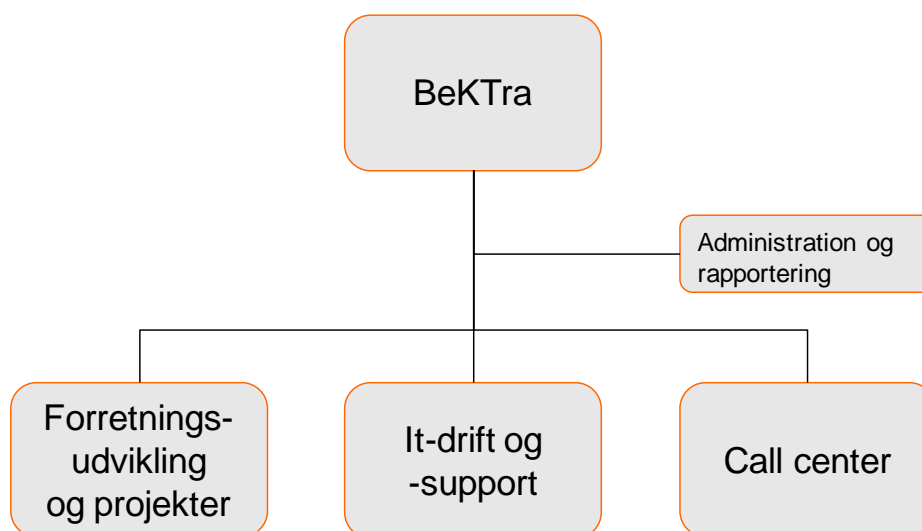 BeKTra
Administration og
rapportering
Forretnings-
udvikling
og projekter
It-drift og
-support
Call center